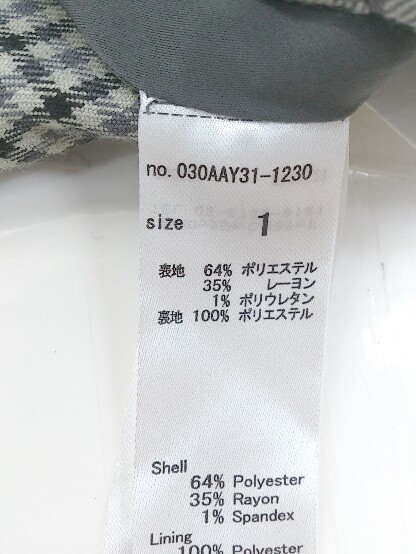 no. 030AAY31-1230
size 1
表地 64% ポリエステル
35% レーヨン
1% ポリウレタン
裏地 100% ポリエステル
Shell
64% Polyester
35% Rayon
1% Spandex
Lining
100% Polyester